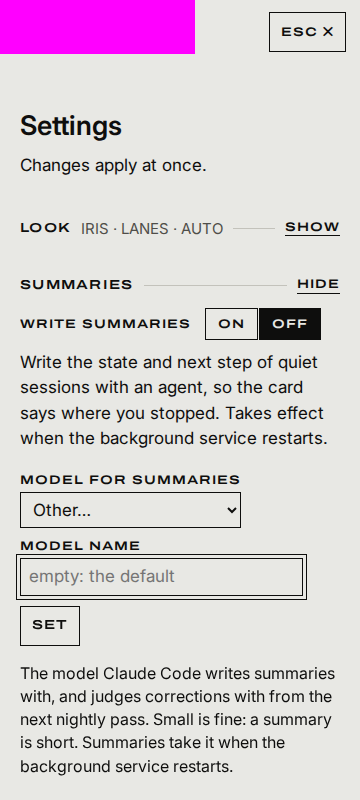 ESC ✕
Settings
Changes apply at once.
LOOK IRIS · LANES · AUTO SHOW
SUMMARIES HIDE
WRITE SUMMARIES ON OFF
Write the state and next step of quiet
sessions with an agent, so the card
says where you stopped. Takes effect
when the background service restarts.
MODEL FOR SUMMARIES
Other...
MODEL NAME
empty: the default
SET
The model Claude Code writes summaries
with, and judges corrections with from the
next nightly pass. Small is fine: a summary
is short. Summaries take it when the
background service restarts.